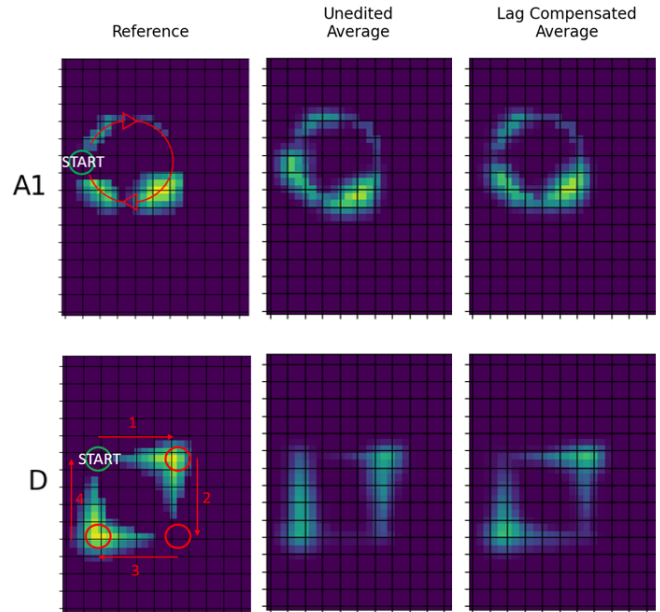 Reference
Unedited
Average
Lag Compensated
Average
A1
START
D
1
START
2
4
3